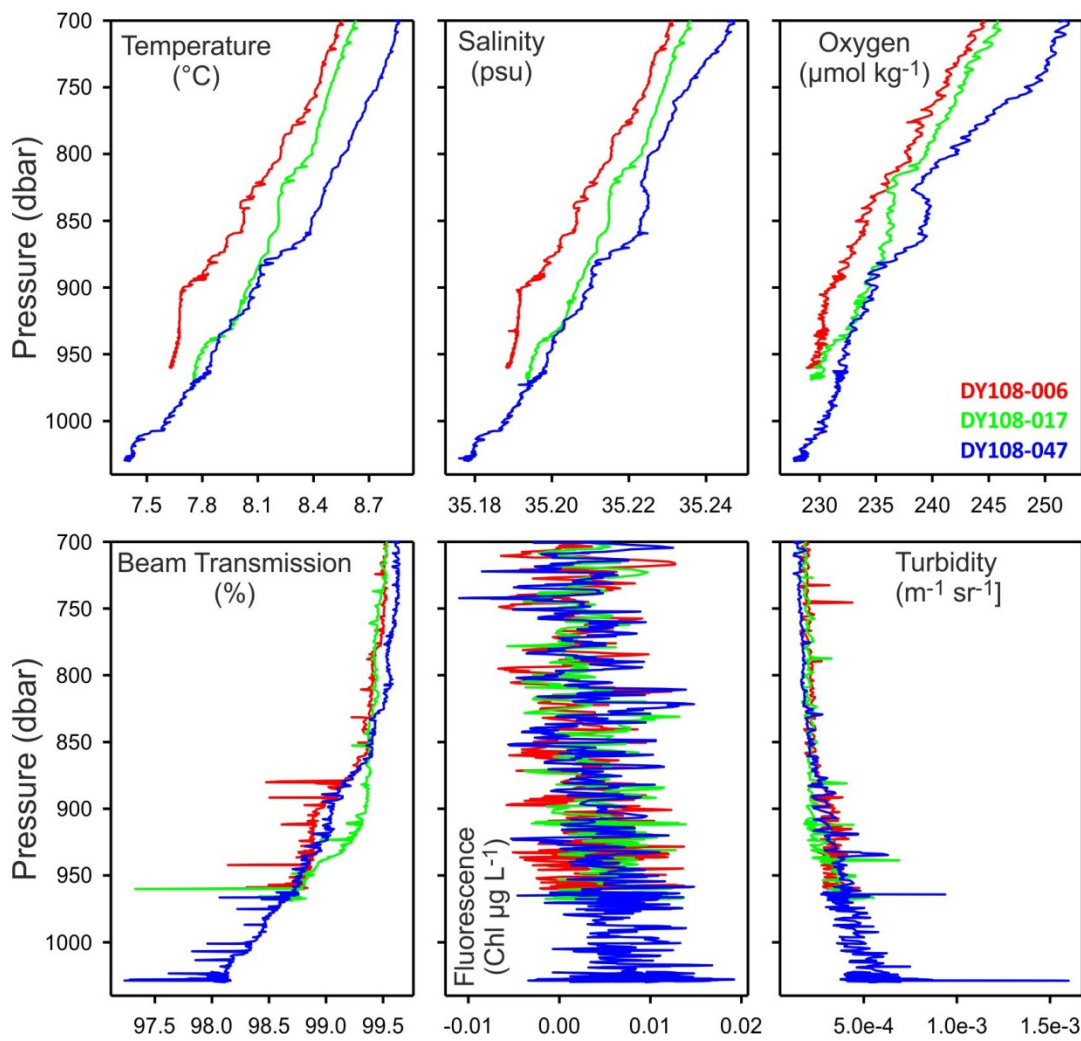 Temperature
(°C)
Salinity
(psu)
Oxygen
(µmol kg-1)
Pressure (dbar)
700
750
800
850
900
950
1000
DY108-006
DY108-017
DY108-047
7.5 7.8 8.1 8.4 8.7
35.18 35.20 35.22 35.24
230 235 240 245 250
Beam Transmission
(%)
Fluorescence
(Chl µg L-1)
Turbidity
(m-1 sr-1]
Pressure (dbar)
700
750
800
850
900
950
1000
97.5 98.0 98.5 99.0 99.5
-0.01 0.00 0.01 0.02
5.0e-4 1.0e-3 1.5e-3